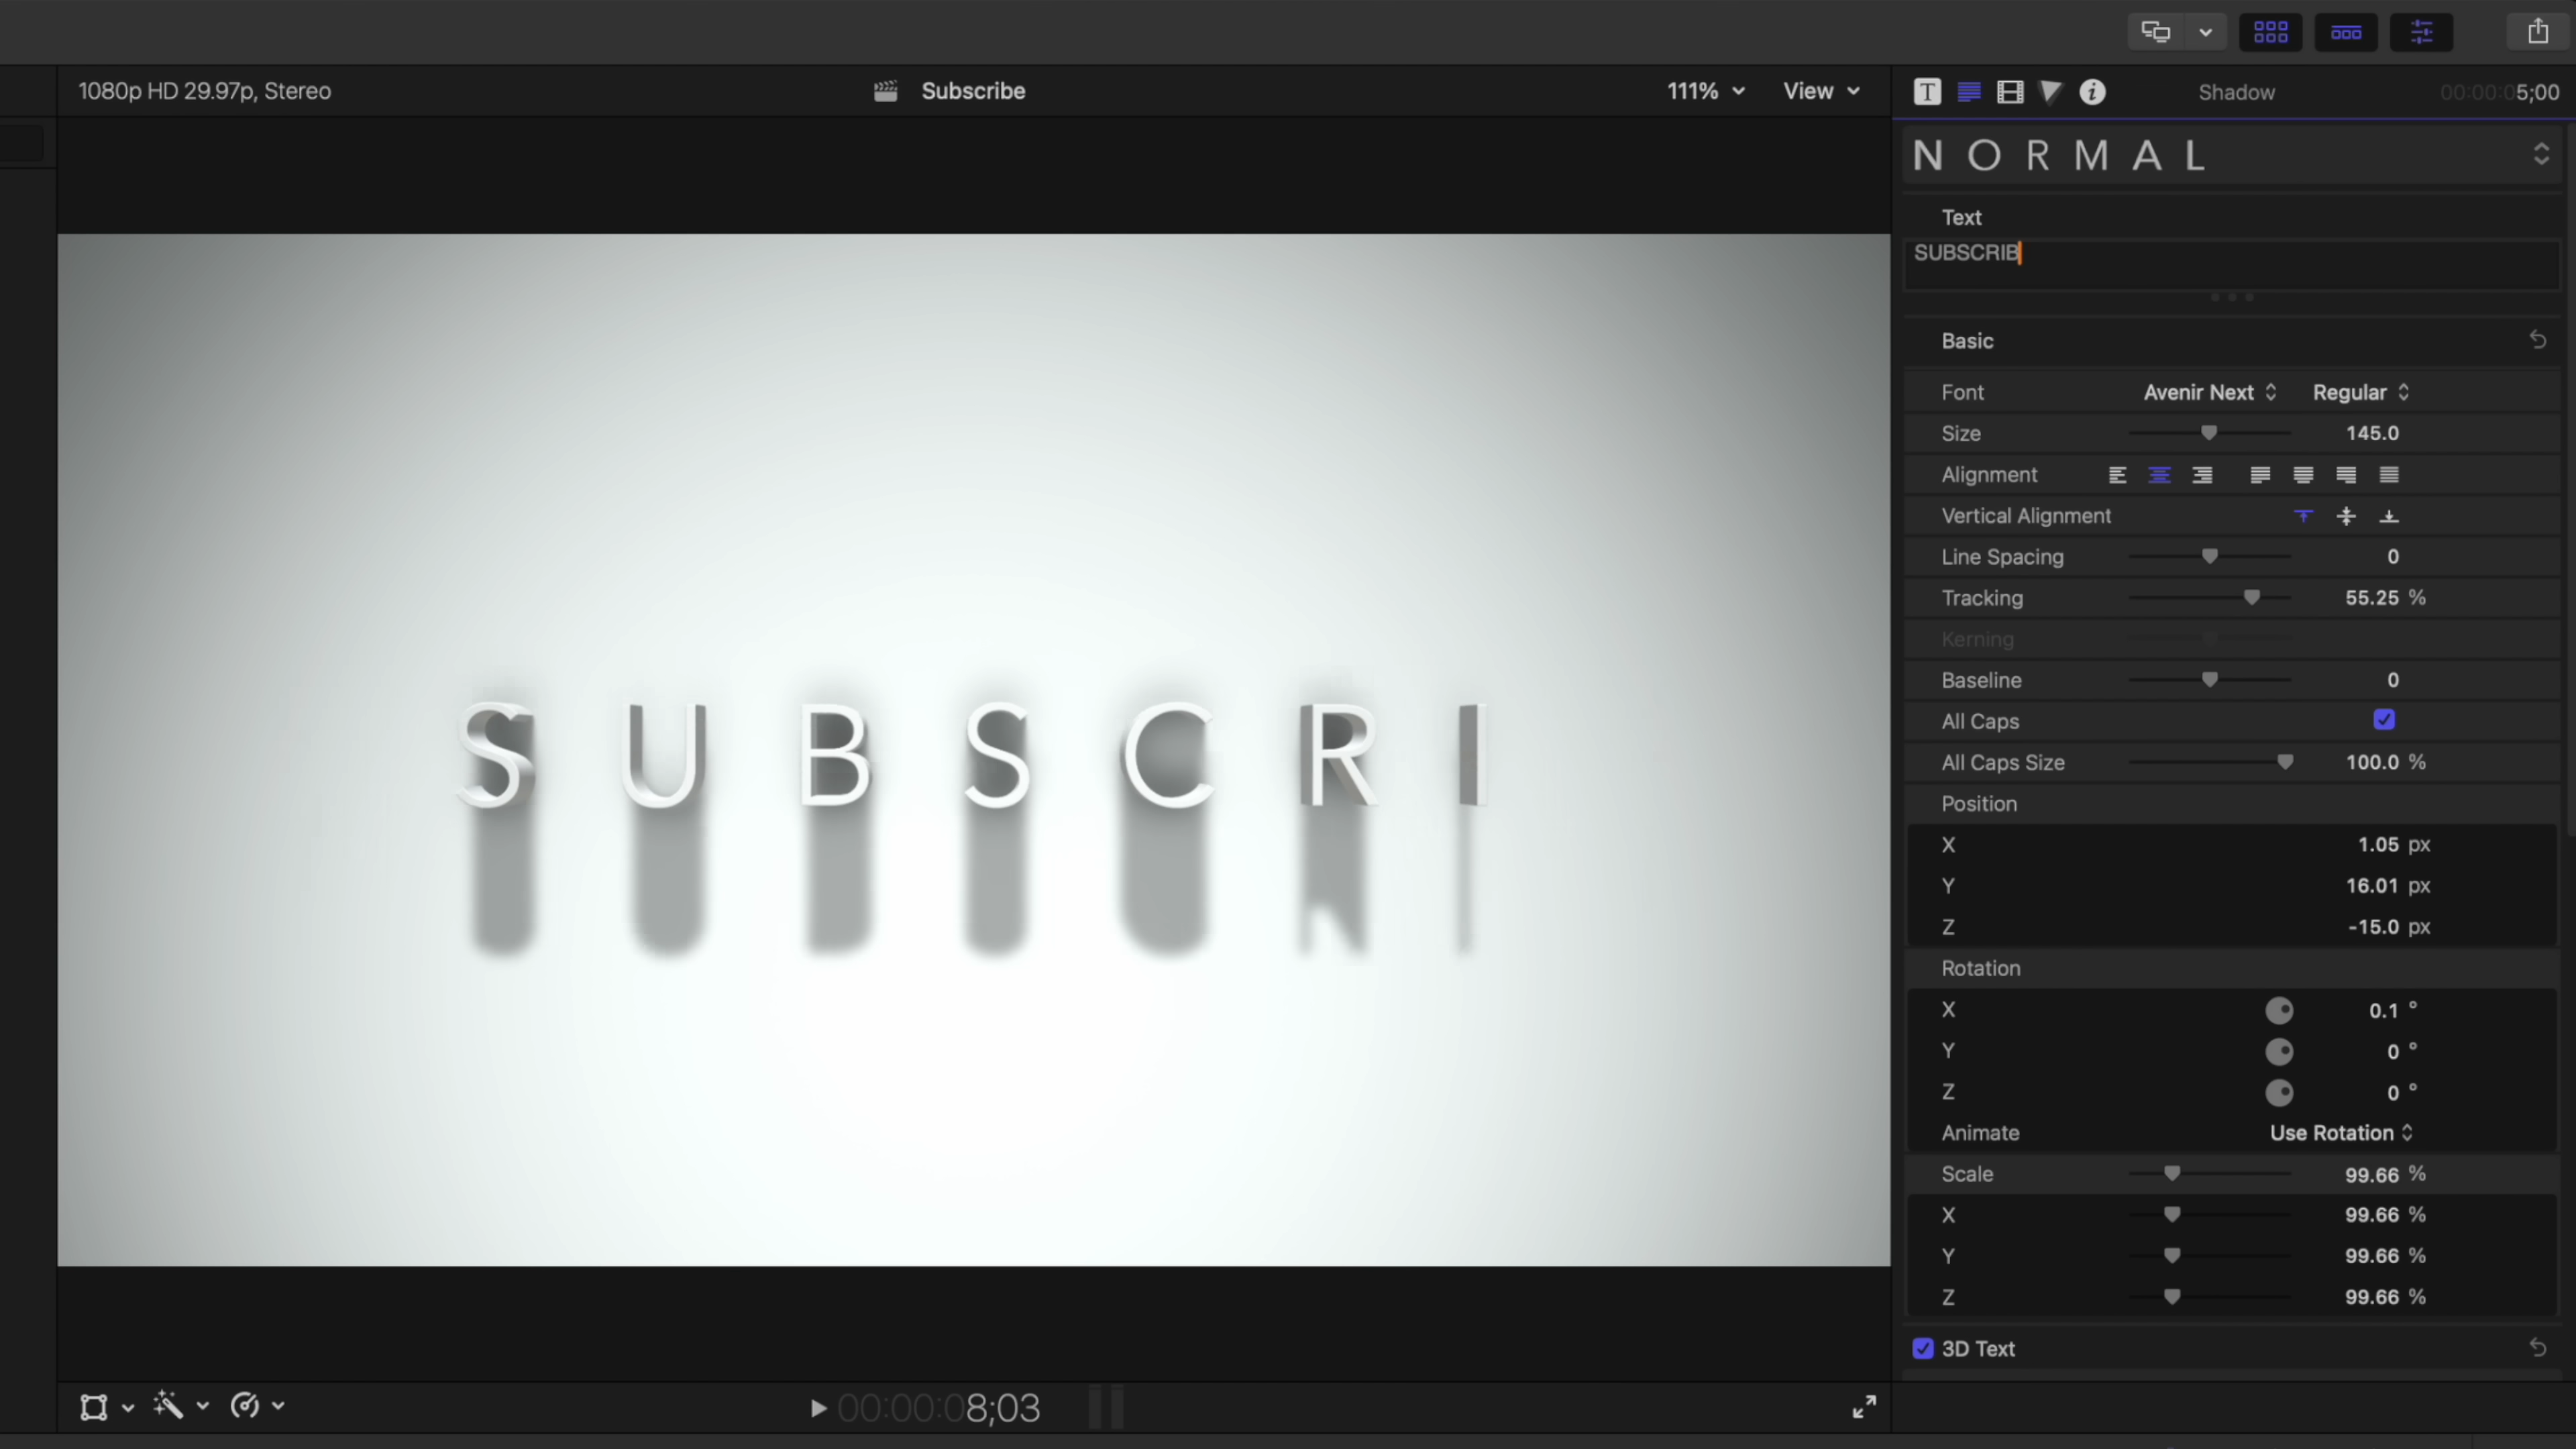 1080p HD 29.97p, Stereo
Subscribe
111%
View
Shadow
00:00:05;00
NORMAL
Text
SUBSCRIB
Basic
Font Avenir Next Regular
Size 145.0
Alignment
Vertical Alignment
Line Spacing 0
Tracking 55.25 %
Kerning
Baseline 0
All Caps
All Caps Size 100.0 %
Position
X 1.05 px
Y 16.01 px
Z -15.0 px
Rotation
X 0.1 °
Y 0 °
Z 0 °
Animate Use Rotation
Scale 99.66 %
X 99.66 %
Y 99.66 %
Z 99.66 %
3D Text
SUBSCRI
00:00:08;03